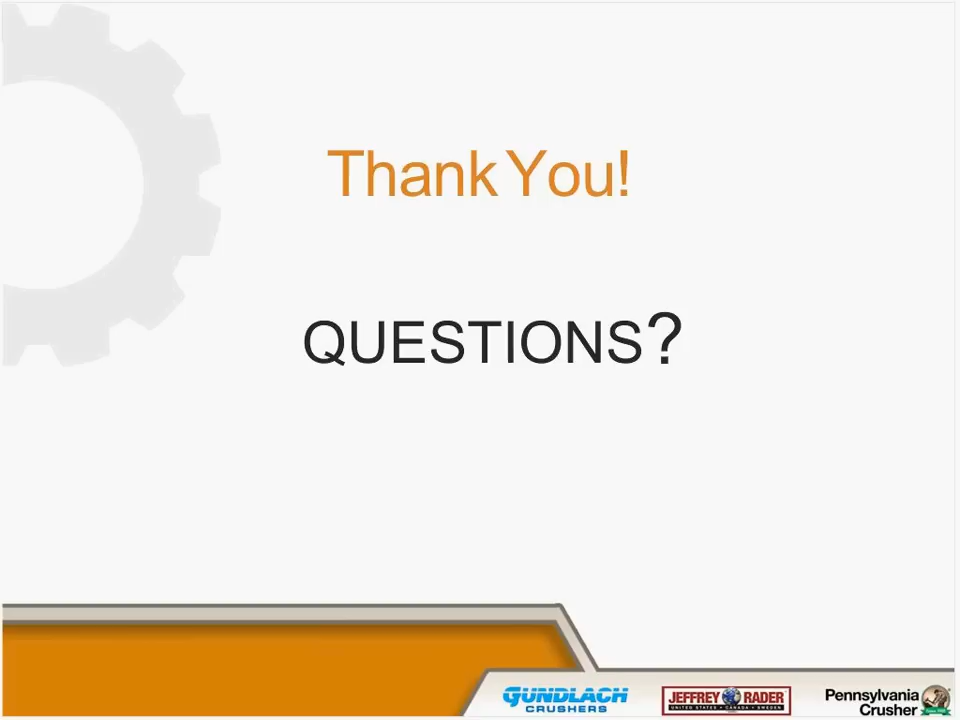 Thank You!
QUESTIONS?
GUNDLACH
CRUSHERS
JEFFREY RADER
UNITED STATES • CANADA • SWEDEN
Pennsylvania
Crusher